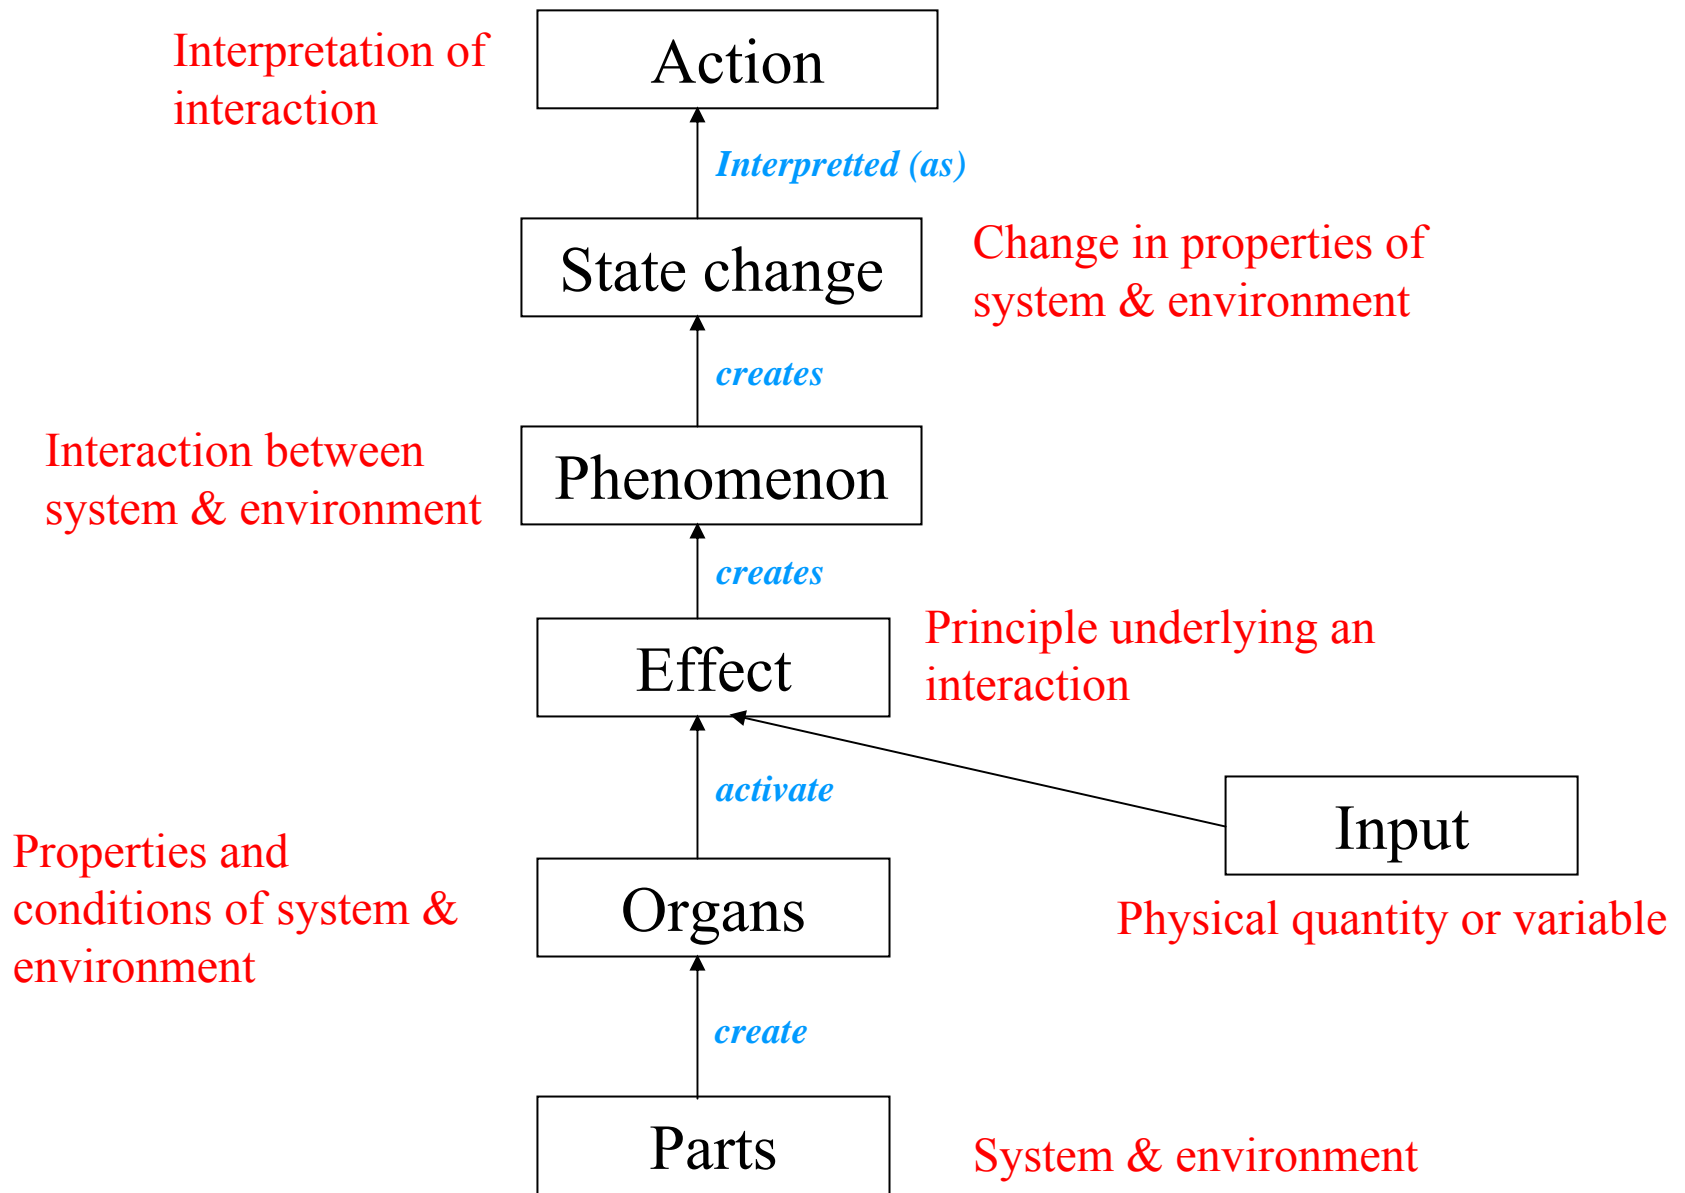 Interpretation of
interaction
Action
Interpretted (as)
State change
Change in properties of
system & environment
creates
Interaction between
system & environment
Phenomenon
creates
Effect
Principle underlying an
interaction
activate
Input
Physical quantity or variable
Properties and
conditions of system &
environment
Organs
create
Parts
System & environment